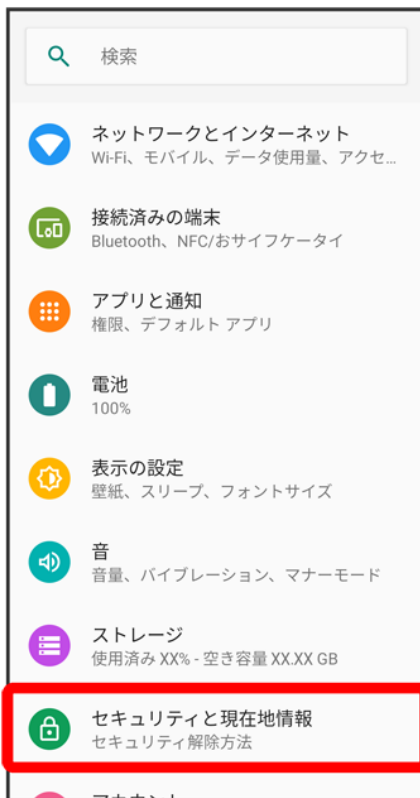 検索
ネットワークとインターネット
Wi-Fi、モバイル、データ使用量、アクセ...
接続済みの端末
Bluetooth、NFC/おサイフケータイ
アプリと通知
権限、デフォルト アプリ
電池
100%
表示の設定
壁紙、スリープ、フォントサイズ
音
音量、バイブレーション、マナーモード
ストレージ
使用済み XX% - 空き容量 XX.XX GB
セキュリティと現在地情報
セキュリティ解除方法